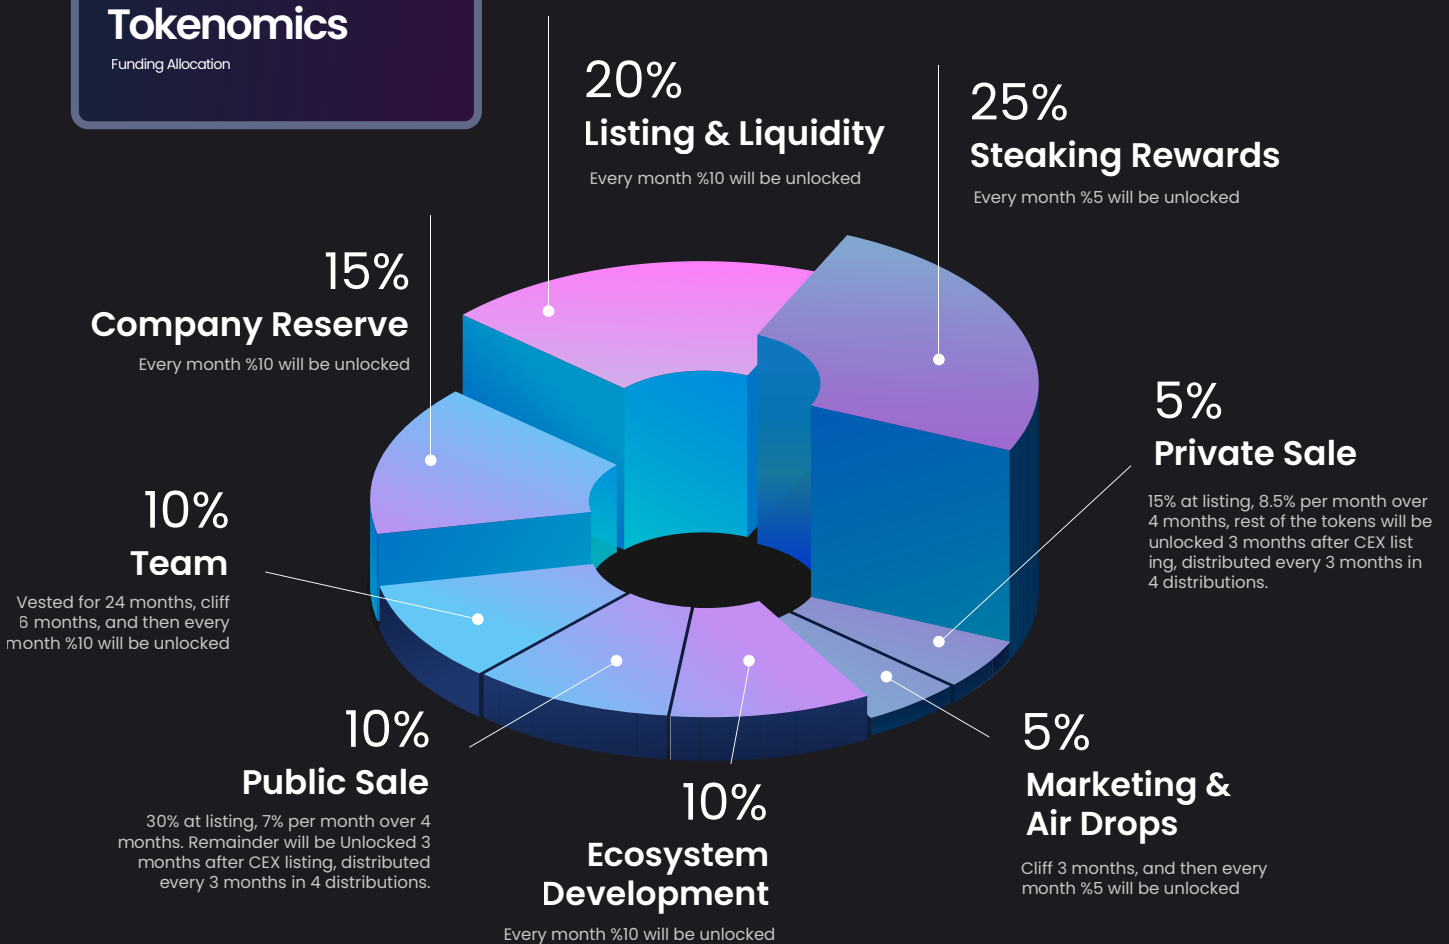 Tokenomics
Funding Allocation
20%
Listing & Liquidity
Every month %10 will be unlocked
25%
Steaking Rewards
Every month %5 will be unlocked
15%
Company Reserve
Every month %10 will be unlocked
5%
Private Sale
15% at listing, 8.5% per month over
4 months, rest of the tokens will be
unlocked 3 months after CEX list
ing, distributed every 3 months in
4 distributions.
10%
Team
Vested for 24 months, cliff
6 months, and then every
month %10 will be unlocked
10%
Public Sale
30% at listing, 7% per month over 4
months. Remainder will be Unlocked 3
months after CEX listing, distributed
every 3 months in 4 distributions.
10%
Ecosystem
Development
Every month %10 will be unlocked
5%
Marketing &
Air Drops
Cliff 3 months, and then every
month %5 will be unlocked